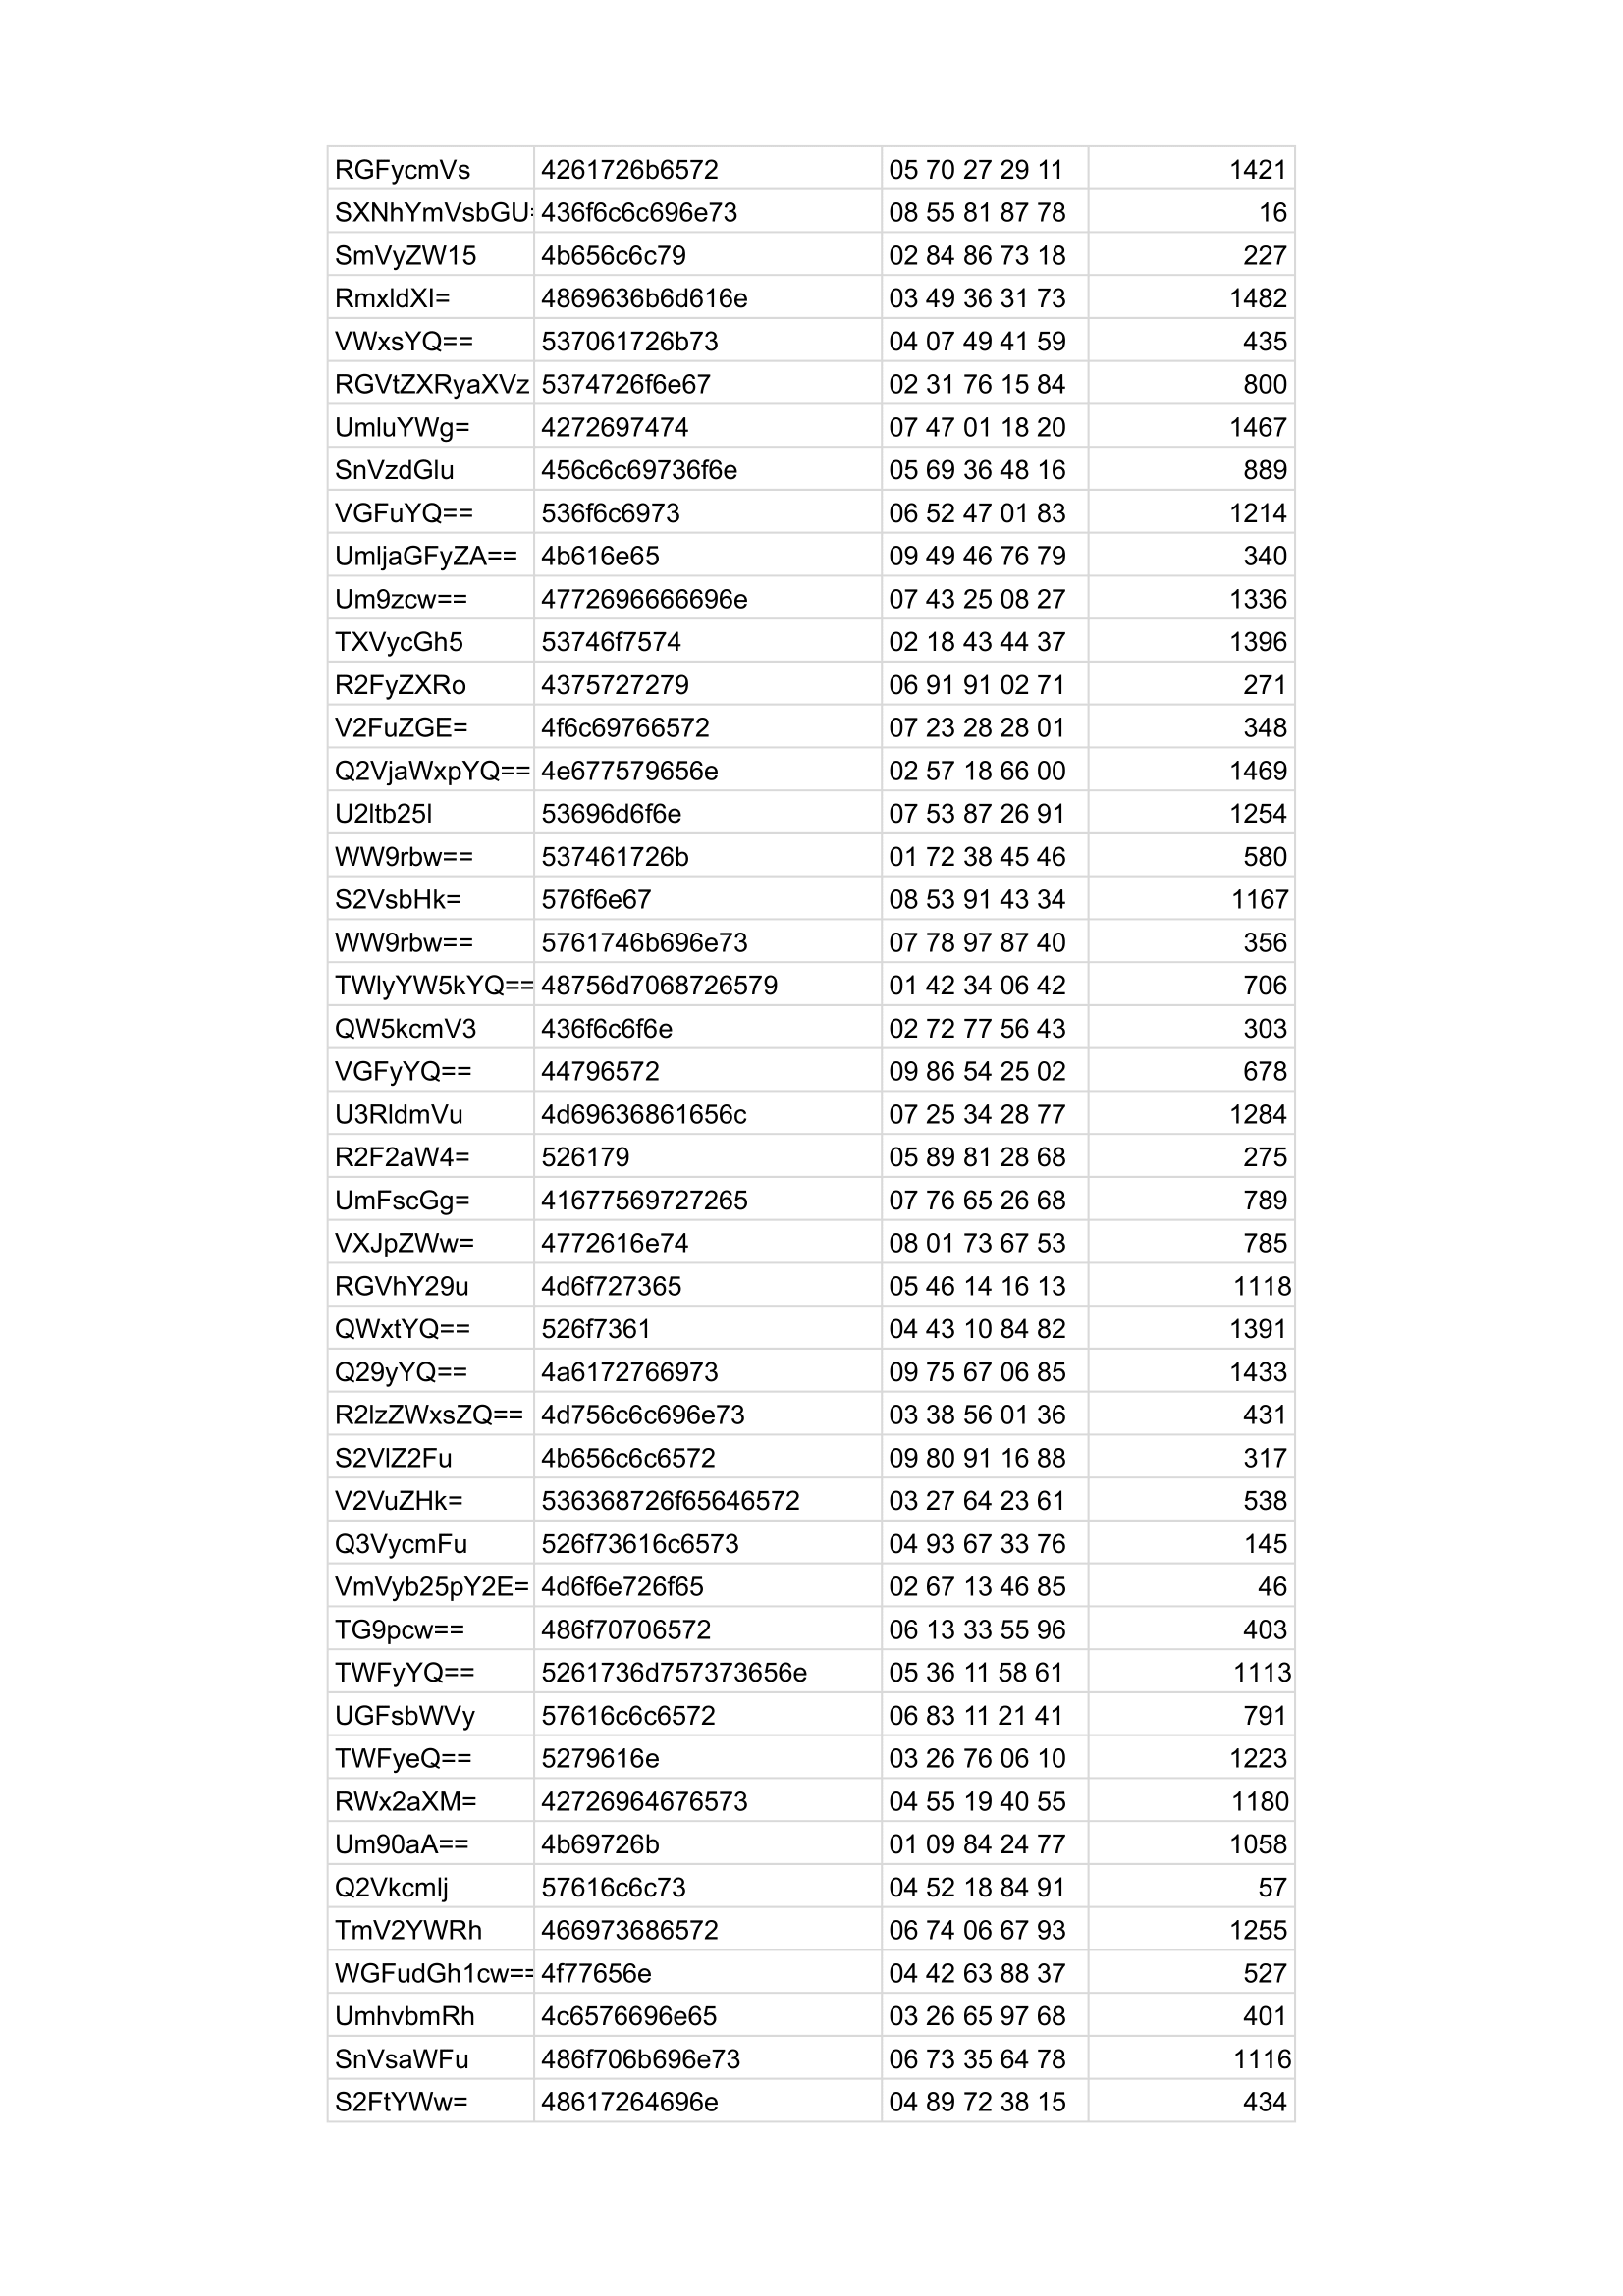 RGFycmVs 4261726b6572 05 70 27 29 11 1421
SXNhYmVsbGU= 436f6c6c696e73 08 55 81 87 78 16
SmVyZW15 4b656c6c79 02 84 86 73 18 227
RmxldXI= 4869636b6d616e 03 49 36 31 73 1482
VWxsYQ== 537061726b73 04 07 49 41 59 435
RGVtZXRyaXVz 5374726f6e67 02 31 76 15 84 800
UmluYWg= 4272697474 07 47 01 18 20 1467
SnVzdGlu 456c6c69736f6e 05 69 36 48 16 889
VGFuYQ== 536f6c6973 06 52 47 01 83 1214
UmljaGFyZA== 4b616e65 09 49 46 76 79 340
Um9zcw== 4772696666696e 07 43 25 08 27 1336
TXVycGh5 53746f7574 02 18 43 44 37 1396
R2FyZXRo 4375727279 06 91 91 02 71 271
V2FuZGE= 4f6c69766572 07 23 28 28 01 348
Q2VjaWxpYQ== 4e677579656e 02 57 18 66 00 1469
U2ltb25l 53696d6f6e 07 53 87 26 91 1254
WW9rbw== 537461726b 01 72 38 45 46 580
S2VsbHk= 576f6e67 08 53 91 43 34 1167
WW9rbw== 5761746b696e73 07 78 97 87 40 356
TWlyYW5kYQ== 48756d7068726579 01 42 34 06 42 706
QW5kcmV3 436f6c6f6e 02 72 77 56 43 303
VGFyYQ== 44796572 09 86 54 25 02 678
U3RldmVu 4d69636861656c 07 25 34 28 77 1284
R2F2aW4= 526179 05 89 81 28 68 275
UmFscGg= 41677569727265 07 76 65 26 68 789
VXJpZWw= 4772616e74 08 01 73 67 53 785
RGVhY29u 4d6f727365 05 46 14 16 13 1118
QWxtYQ== 526f7361 04 43 10 84 82 1391
Q29yYQ== 4a6172766973 09 75 67 06 85 1433
R2lzZWxsZQ== 4d756c6c696e73 03 38 56 01 36 431
S2VlZ2Fu 4b656c6c6572 09 80 91 16 88 317
V2VuZHk= 536368726f65646572 03 27 64 23 61 538
Q3VycmFu 526f73616c6573 04 93 67 33 76 145
VmVyb25pY2E= 4d6f6e726f65 02 67 13 46 85 46
TG9pcw== 486f70706572 06 13 33 55 96 403
TWFyYQ== 5261736d757373656e 05 36 11 58 61 1113
UGFsbWVy 57616c6c6572 06 83 11 21 41 791
TWFyeQ== 5279616e 03 26 76 06 10 1223
RWx2aXM= 42726964676573 04 55 19 40 55 1180
Um90aA== 4b69726b 01 09 84 24 77 1058
Q2Vkcmlj 57616c6c73 04 52 18 84 91 57
TmV2YWRh 466973686572 06 74 06 67 93 1255
WGFudGh1cw== 4f77656e 04 42 63 88 37 527
UmhvbmRh 4c6576696e65 03 26 65 97 68 401
SnVsaWFu 486f706b696e73 06 73 35 64 78 1116
S2FtYWw= 48617264696e 04 89 72 38 15 434